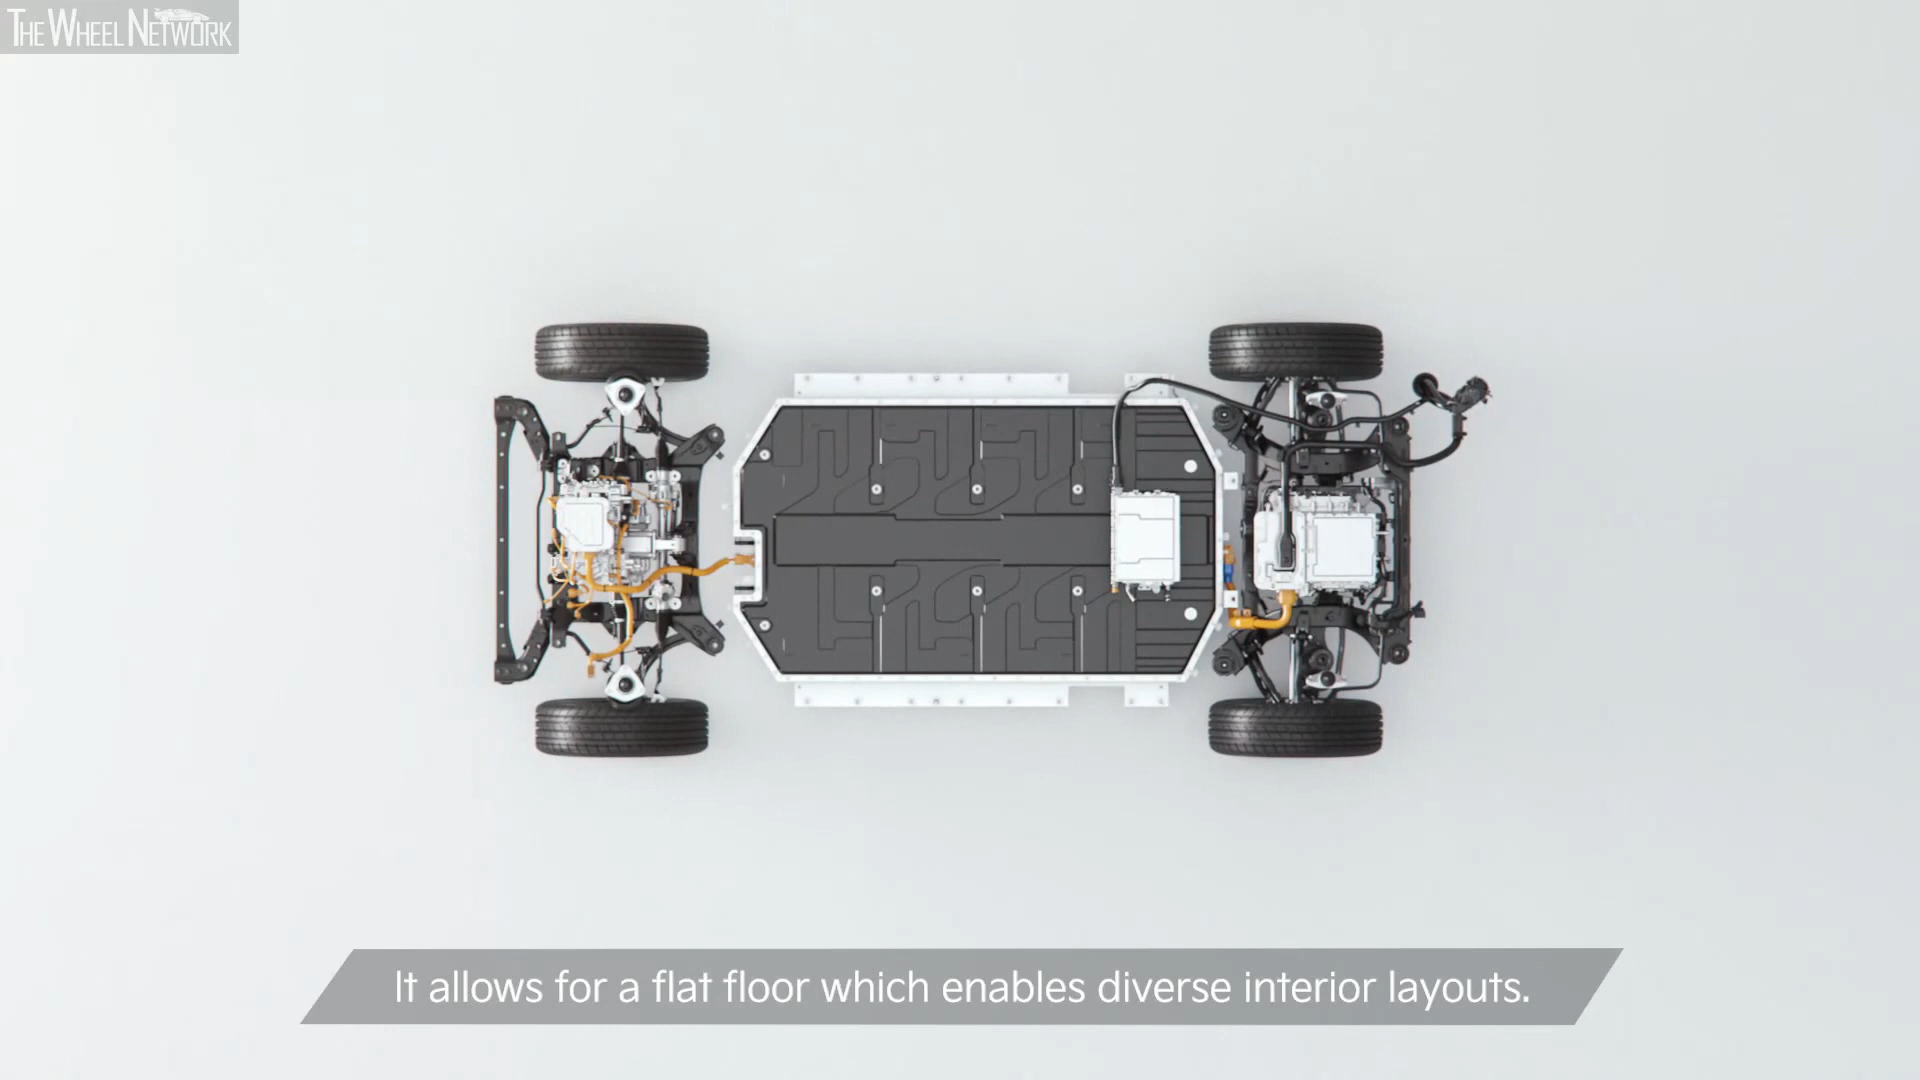 THE WHEEL NETWORK
It allows for a flat floor which enables diverse interior layouts.